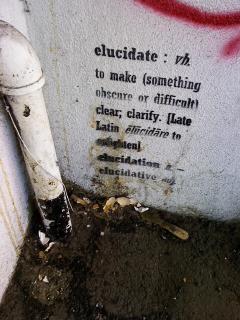 elucidate : vb.
to make (something
obscure or difficult)
clear; clarify. [Late
Latin ēlūcidāre to
enlighten]
elucidation n _
elucidative adj.